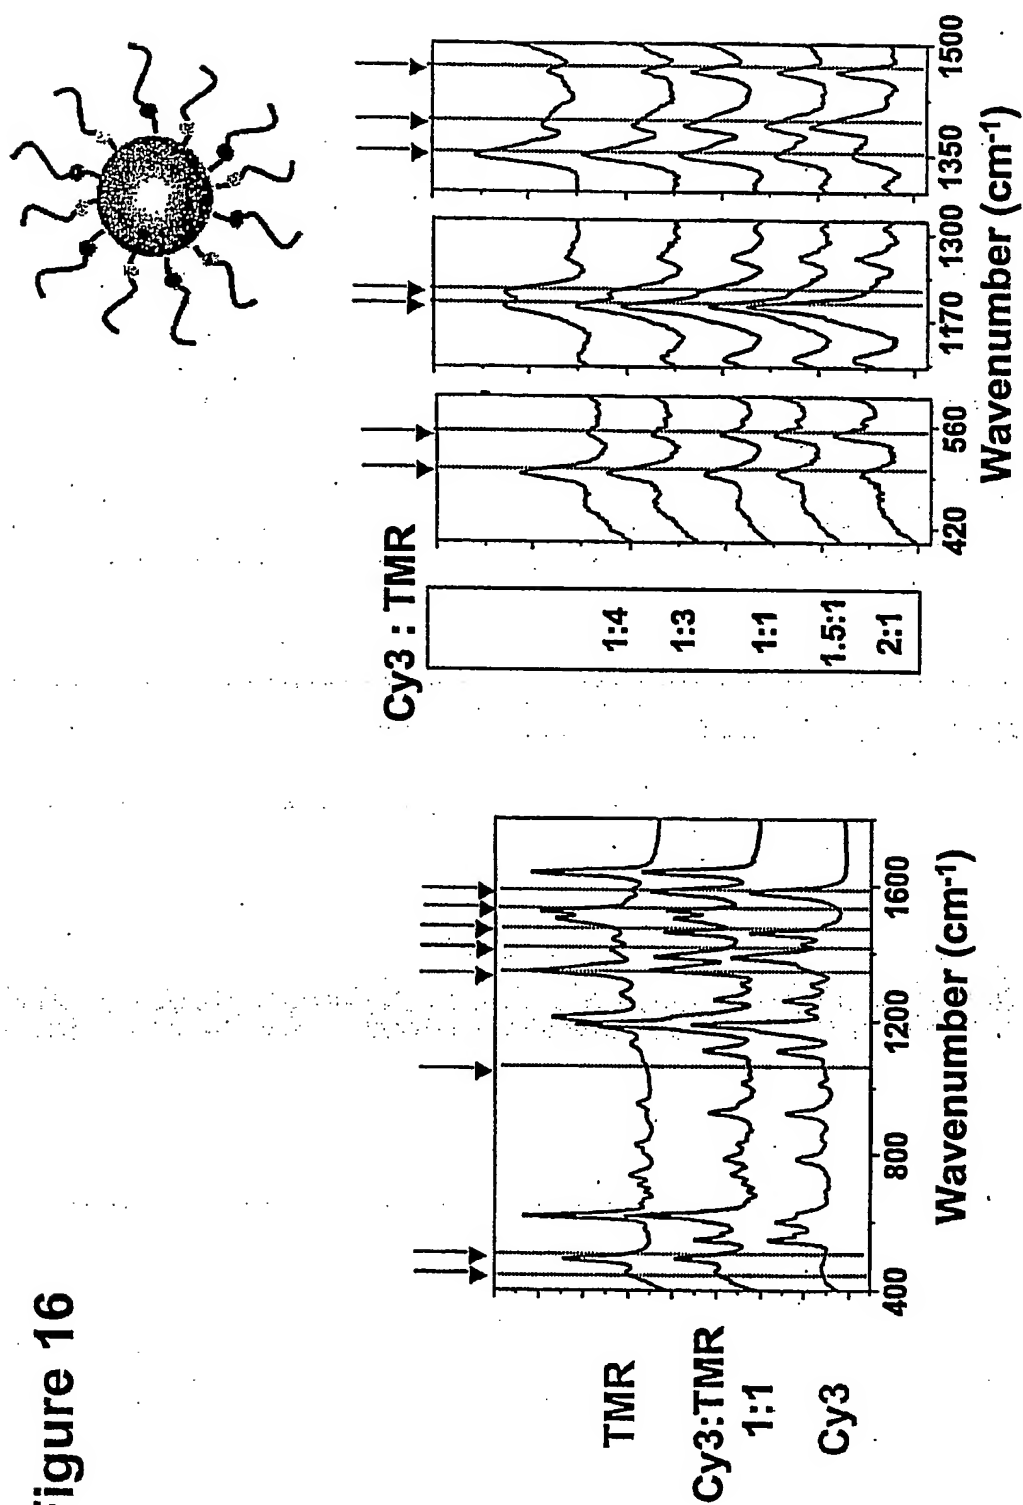 Figure 16
TMR
Cy3:TMR
1:1
Cy3
400 800 1200 1600
Wavenumber (cm-1)
Cy3 : TMR
1:4
1:3
1:1
1.5:1
2:1
420 560 1170 1300 1350 1500
Wavenumber (cm-1)